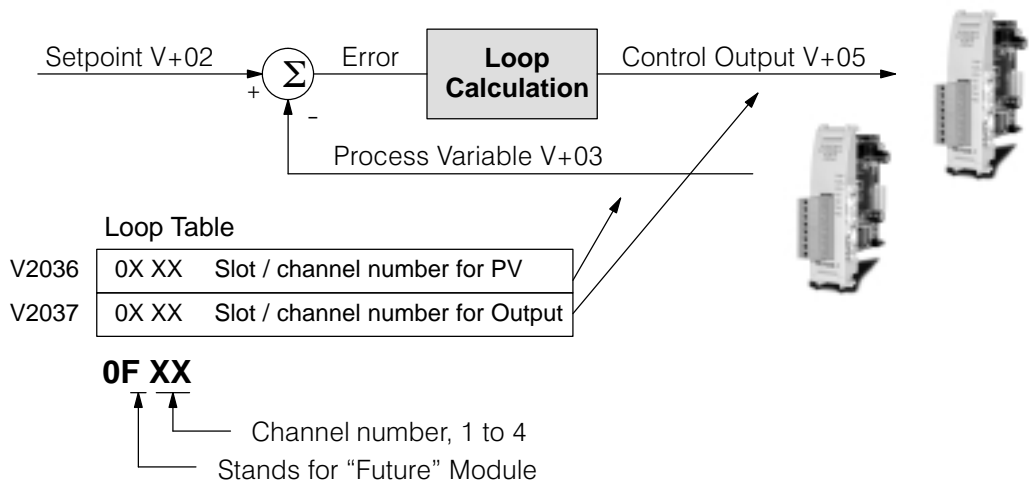 Setpoint V+02
+
Σ
-
Error
Loop
Calculation
Control Output V+05
Process Variable V+03
Loop Table
V2036 0X XX Slot / channel number for PV
V2037 0X XX Slot / channel number for Output
0F XX
Channel number, 1 to 4
Stands for “Future” Module